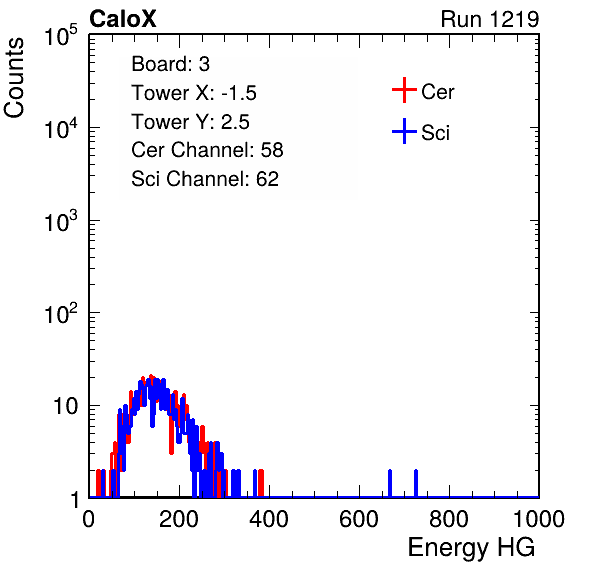 CaloX Run 1219
Counts
10^5
10^4
10^3
10^2
10
1
Board: 3
Tower X: -1.5
Tower Y: 2.5
Cer Channel: 58
Sci Channel: 62
Cer
Sci
0 200 400 600 800 1000
Energy HG